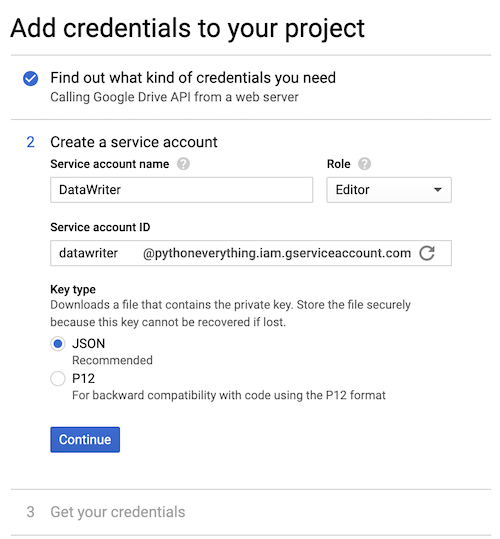 Add credentials to your project
Find out what kind of credentials you need
Calling Google Drive API from a web server
2 Create a service account
Service account name ? Role ?
DataWriter Editor
Service account ID
datawriter @pythoneverything.iam.gserviceaccount.com
Key type
Downloads a file that contains the private key. Store the file securely
because this key cannot be recovered if lost.
JSON
Recommended
P12
For backward compatibility with code using the P12 format
Continue
3 Get your credentials